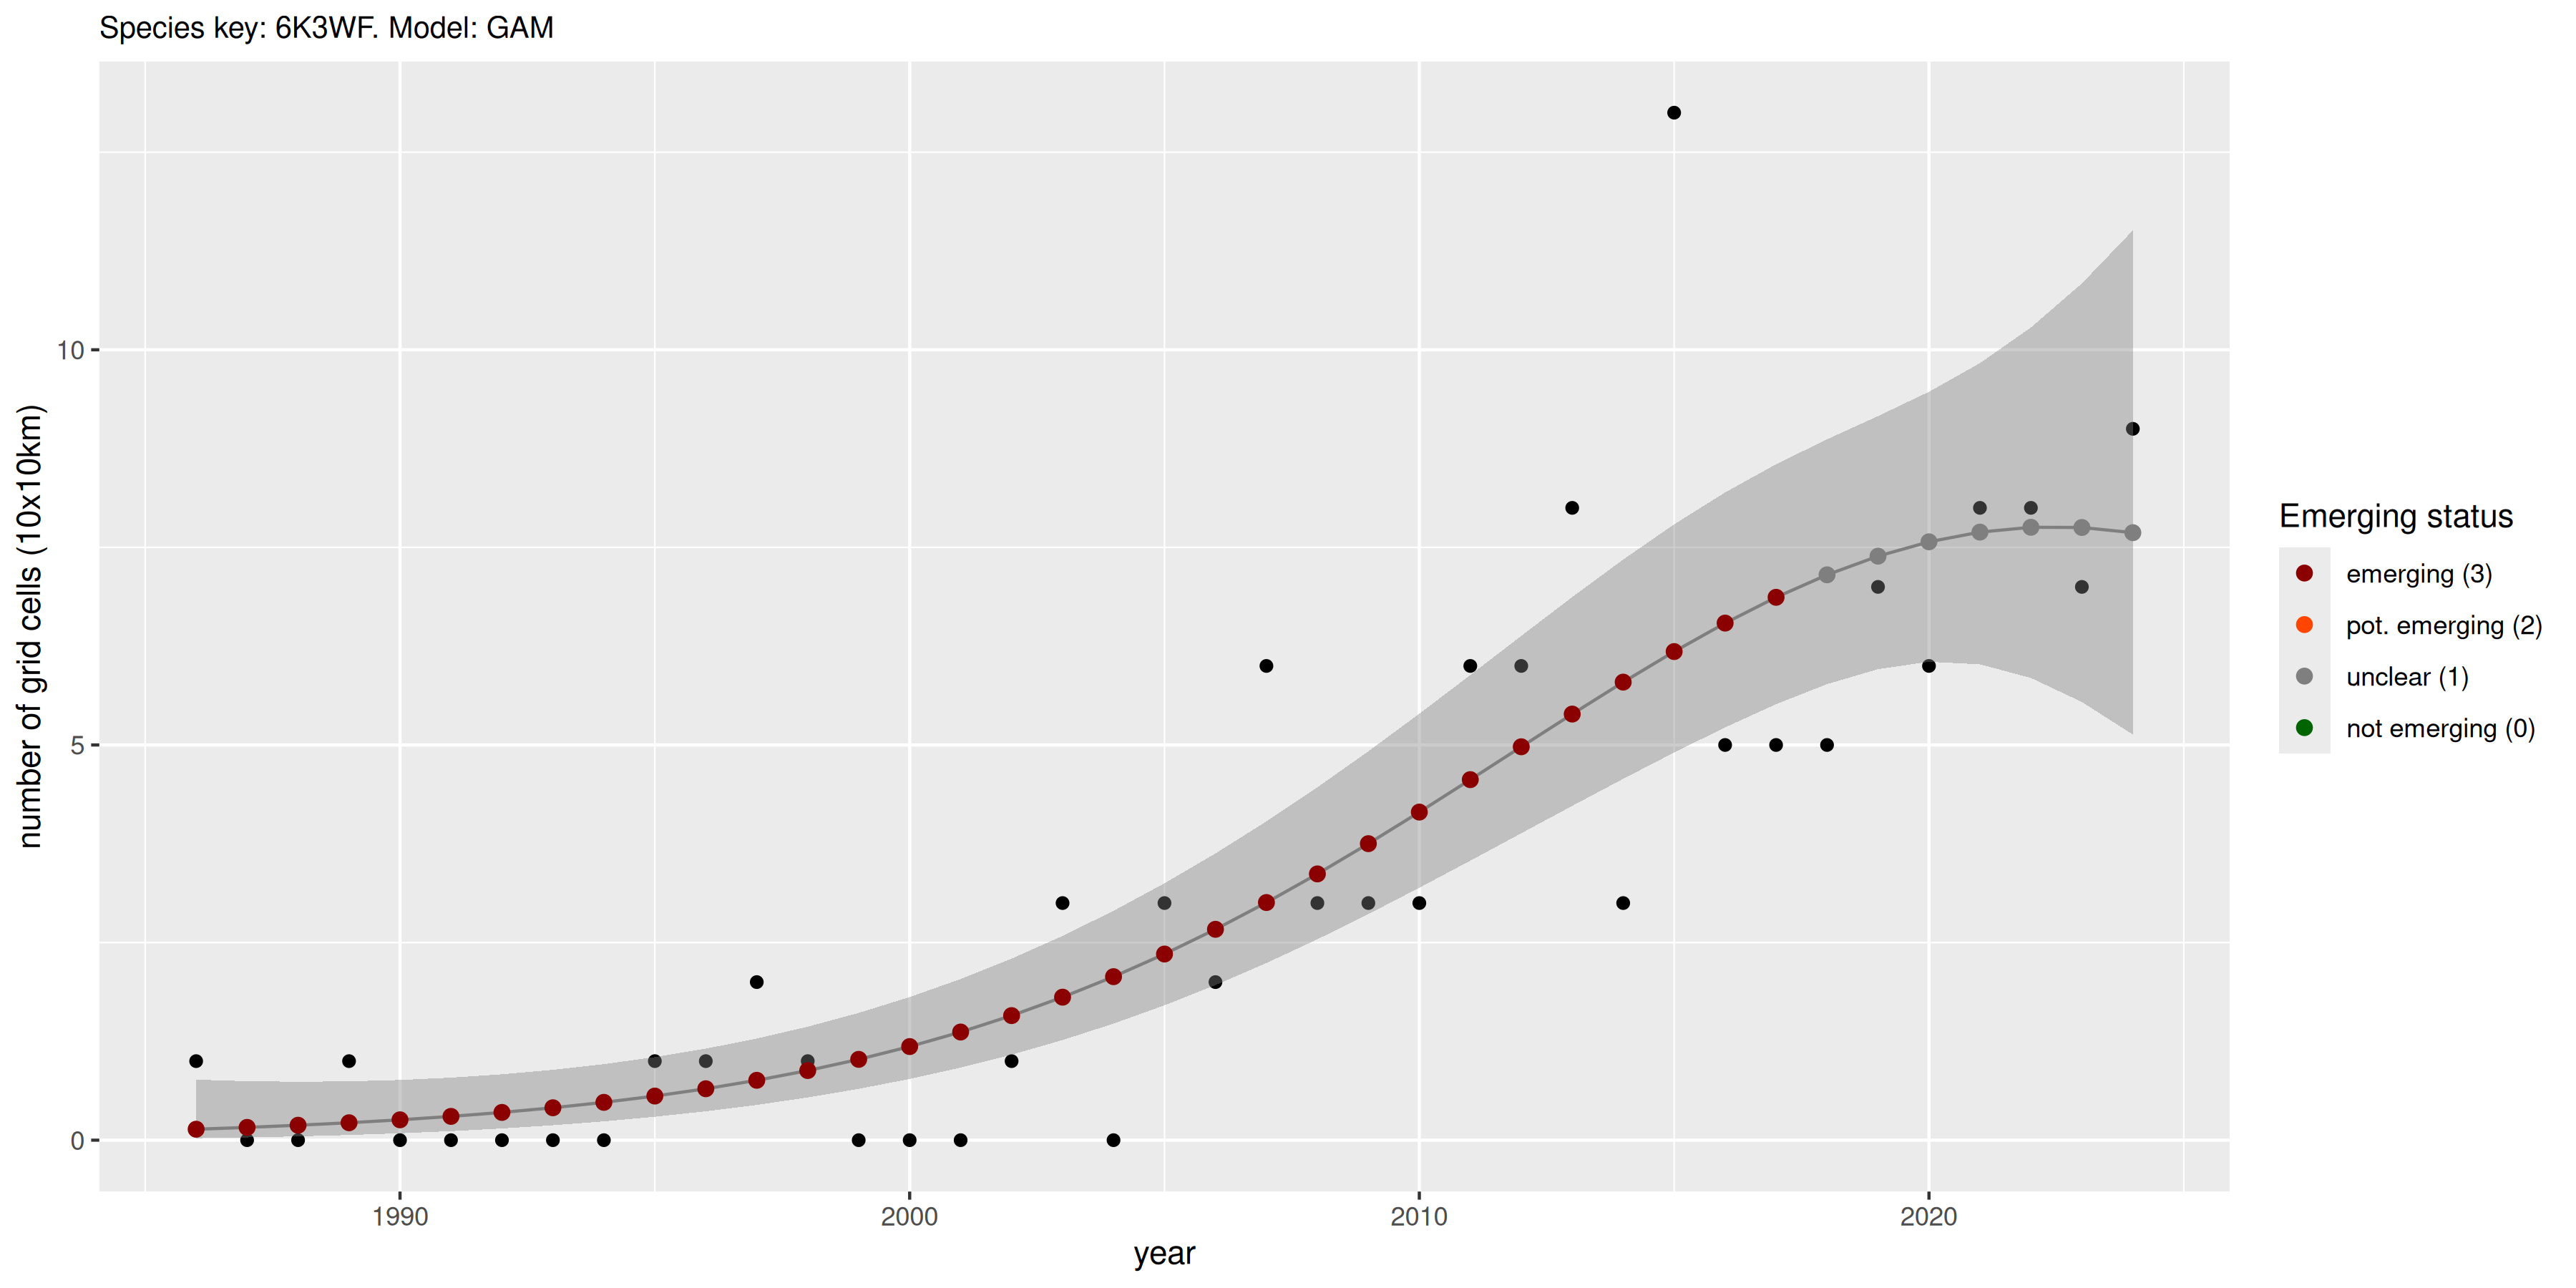 Species key: 6K3WF. Model: GAM
number of grid cells (10x10km)
10
5
0
1990
2000
2010
2020
year
Emerging status
emerging (3)
pot. emerging (2)
unclear (1)
not emerging (0)